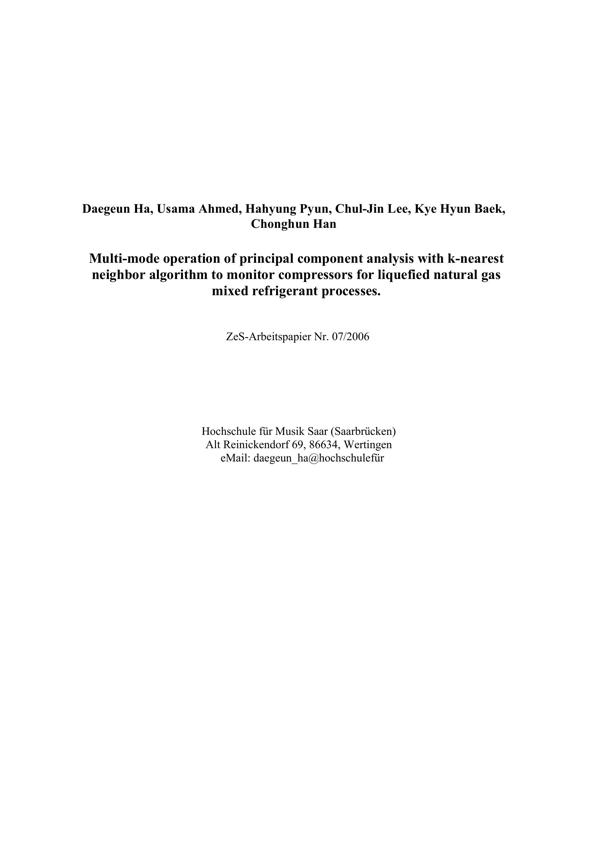 Daegeun Ha, Usama Ahmed, Hahyung Pyun, Chul-Jin Lee, Kye Hyun Baek,
Chonghun Han
Multi-mode operation of principal component analysis with k-nearest
neighbor algorithm to monitor compressors for liquefied natural gas
mixed refrigerant processes.
ZeS-Arbeitspapier Nr. 07/2006
Hochschule für Musik Saar (Saarbrücken)
Alt Reinickendorf 69, 86634, Wertingen
eMail: daegeun_ha@hochschulefür